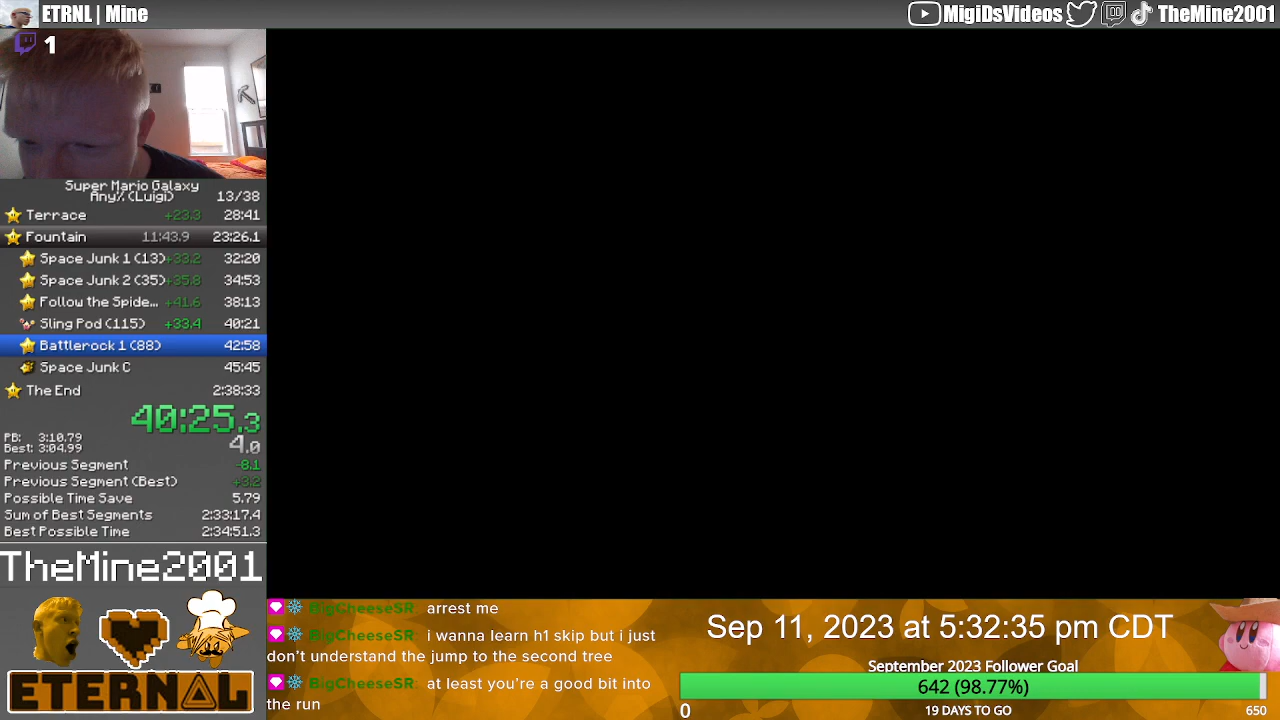 ETRNL | Mine
MigiDsVideos
TheMine2001
1
Super Mario Galaxy
Any% (Luigi) 13/38
Terrace +23.3 28:41
Fountain 11:43.9 23:26.1
Space Junk 1 (13) +33.2 32:20
Space Junk 2 (35) +35.8 34:53
Follow the Spide... +41.6 38:13
Sling Pod (115) +33.4 40:21
Battlerock 1 (88) 42:58
Space Junk C 45:45
The End 2:38:33
40:25.3
PB: 3:10.79
Best: 3:04.99
4.0
Previous Segment -8.1
Previous Segment (Best) +3.2
Possible Time Save 5.79
Sum of Best Segments 2:33:17.4
Best Possible Time 2:34:51.3
TheMine2001
ETERNAL
BigCheeseSR: arrest me
BigCheeseSR: i wanna learn h1 skip but i just
don't understand the jump to the second tree
BigCheeseSR: at least you're a good bit into
the run
Sep 11, 2023 at 5:32:35 pm CDT
September 2023 Follower Goal
642 (98.77%)
0 19 DAYS TO GO 650